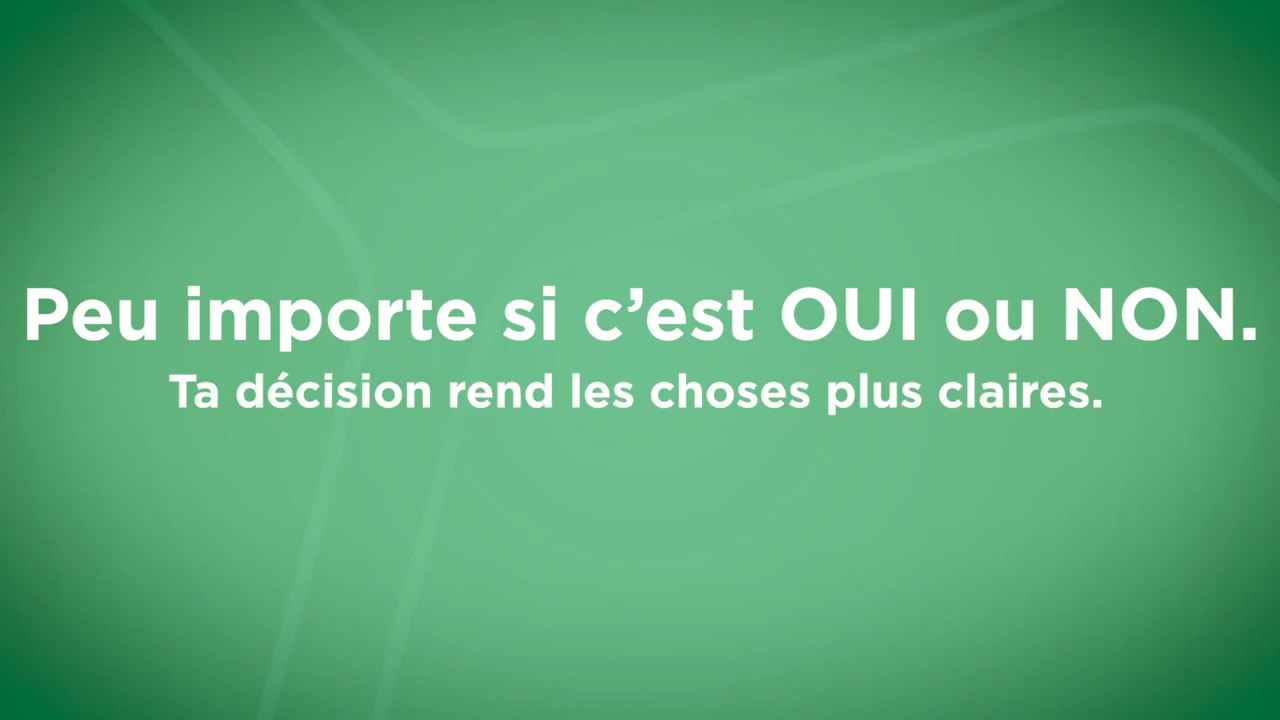 Peu importe si c’est OUI ou NON.
Ta décision rend les choses plus claires.